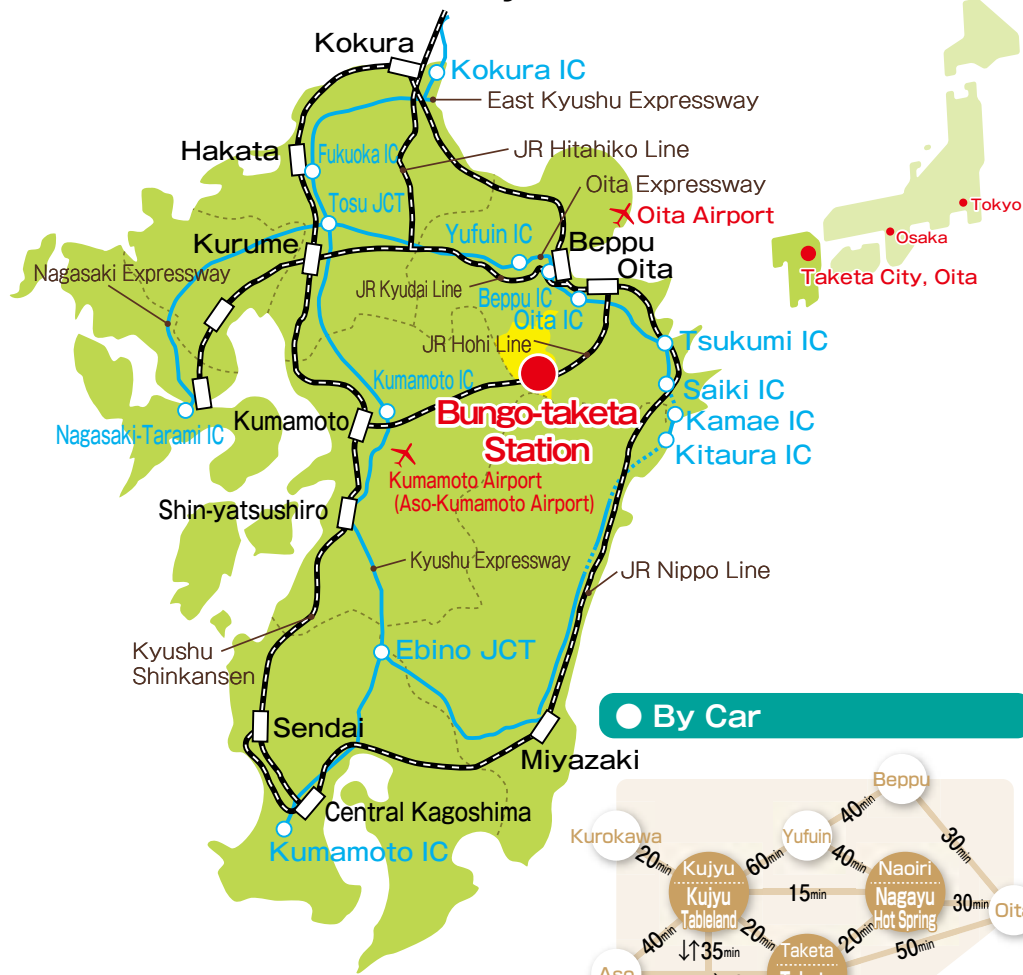 Kokura
Kokura IC
East Kyushu Expressway
Hakata
Fukuoka IC
JR Hitahiko Line
Oita Expressway
Tosu JCT
Oita Airport
Tokyo
Kurume
Yufuin IC
Beppu
Osaka
Nagasaki Expressway
Oita
Taketa City, Oita
JR Kyudai Line
Beppu IC
Oita IC
JR Hohi Line
Tsukumi IC
Kumamoto IC
Saiki IC
Nagasaki-Tarami IC
Kumamoto
Bungo-taketa
Station
Kamae IC
Kitaura IC
Kumamoto Airport
(Aso-Kumamoto Airport)
Shin-yatsushiro
Kyushu Expressway
JR Nippo Line
Kyushu
Shinkansen
Ebino JCT
Sendai
Miyazaki
Central Kagoshima
Kumamoto IC
● By Car
Beppu
40min
Kurokawa
Yufuin
20min
60min
40min
30min
Kujyu
Kujyu
Tableland
15min
Naoiri
Nagayu
Hot Spring
30min
Oita
40min
↓↑35min
20min
20min
50min
Aso
Taketa